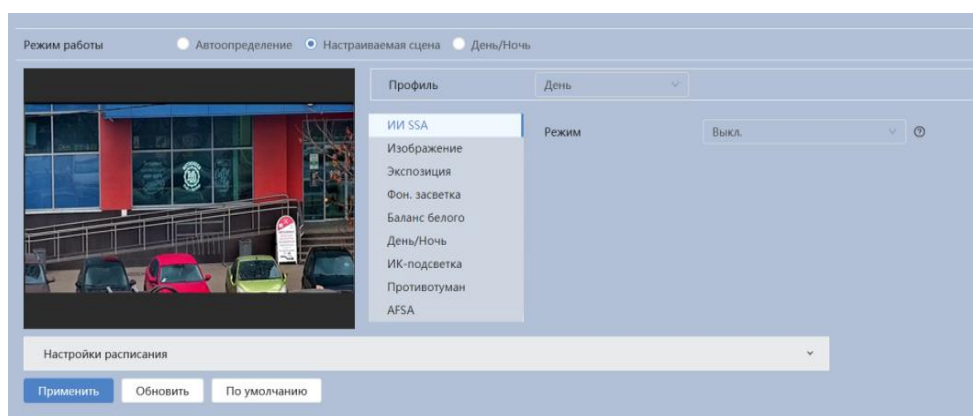 Режим работы Автоопределение Настраиваемая сцена День/Ночь
Профиль День
ИИ SSA
Режим Выкл.
Изображение
Экспозиция
Фон. засветка
Баланс белого
День/Ночь
ИК-подсветка
Противотуман
AFSA
Настройки расписания
Применить Обновить По умолчанию